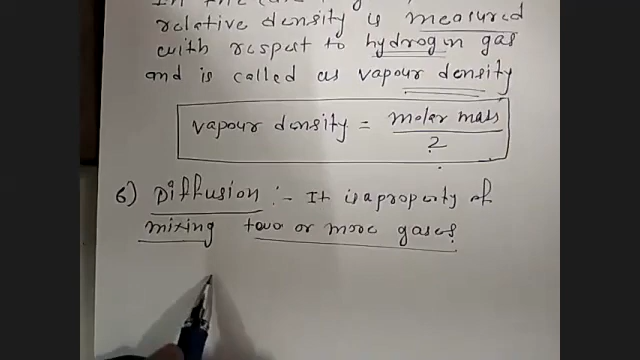 relative density is measured
with respect to hydrogen gas
and is called as vapour density
vapour density = molar mass / 2
6) Diffusion :- It is a property of
mixing two or more gases.